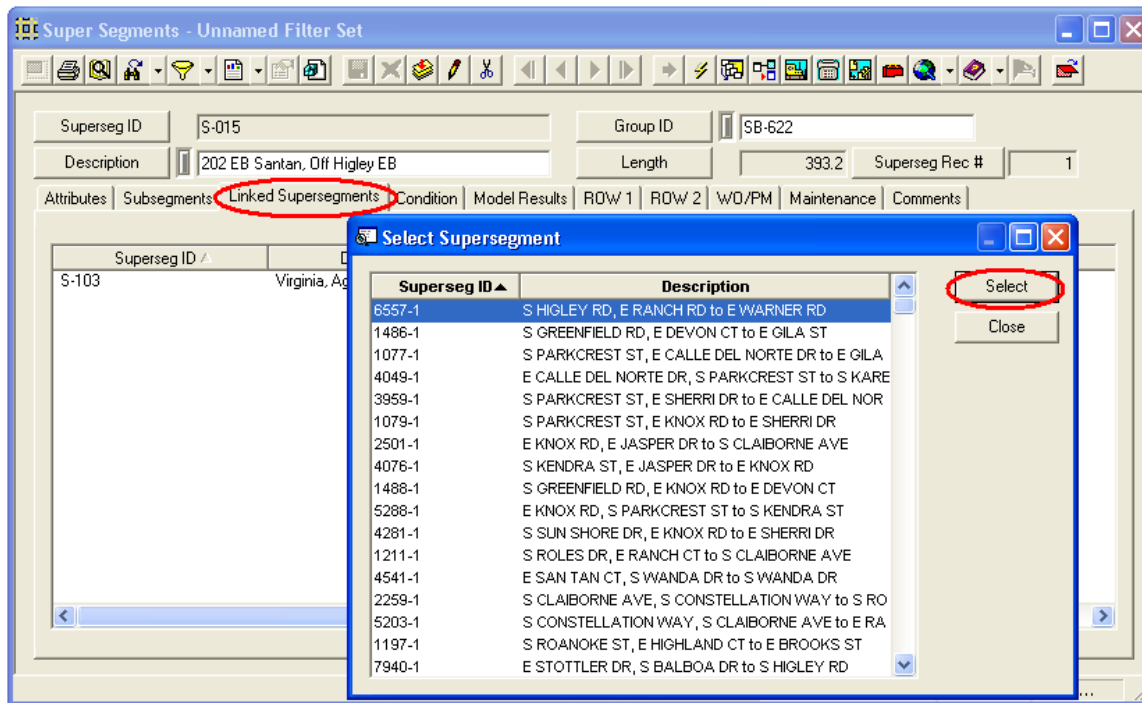 Super Segments - Unnamed Filter Set
Superseg ID S-015 Group ID SB-622
Description 202 EB Santan, Off Higley EB Length 393.2 Superseg Rec # 1
Attributes Subsegments Linked Supersegments Condition Model Results ROW 1 ROW 2 WO/PM Maintenance Comments
Superseg ID
S-103 Virginia, Ag
Select Supersegment
Superseg ID Description
6557-1 S HIGLEY RD, E RANCH RD to E WARNER RD
1486-1 S GREENFIELD RD, E DEVON CT to E GILA ST
1077-1 S PARKCREST ST, E CALLE DEL NORTE DR to E GILA
4049-1 E CALLE DEL NORTE DR, S PARKCREST ST to S KARE
3959-1 S PARKCREST ST, E SHERRI DR to E CALLE DEL NOR
1079-1 S PARKCREST ST, E KNOX RD to E SHERRI DR
2501-1 E KNOX RD, E JASPER DR to S CLAIBORNE AVE
4076-1 S KENDRA ST, E JASPER DR to E KNOX RD
1488-1 S GREENFIELD RD, E KNOX RD to E DEVON CT
5288-1 E KNOX RD, S PARKCREST ST to S KENDRA ST
4281-1 S SUN SHORE DR, E KNOX RD to E SHERRI DR
1211-1 S ROLES DR, E RANCH CT to S CLAIBORNE AVE
4541-1 E SAN TAN CT, S WANDA DR to S WANDA DR
2259-1 S CLAIBORNE AVE, S CONSTELLATION WAY to S RO
5203-1 S CONSTELLATION WAY, S CLAIBORNE AVE to E RA
1197-1 S ROANOKE ST, E HIGHLAND CT to E BROOKS ST
7940-1 E STOTTLER DR, S BALBOA DR to S HIGLEY RD
Select
Close